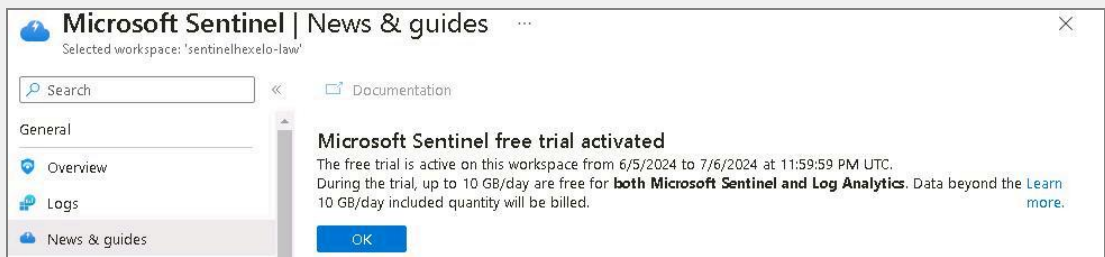 Microsoft Sentinel | News & guides ...
Selected workspace: 'sentinelhexelo-law'
Search
Documentation
General
Overview
Logs
News & guides
Microsoft Sentinel free trial activated
The free trial is active on this workspace from 6/5/2024 to 7/6/2024 at 11:59:59 PM UTC.
During the trial, up to 10 GB/day are free for both Microsoft Sentinel and Log Analytics. Data beyond the Learn
10 GB/day included quantity will be billed. more.
OK